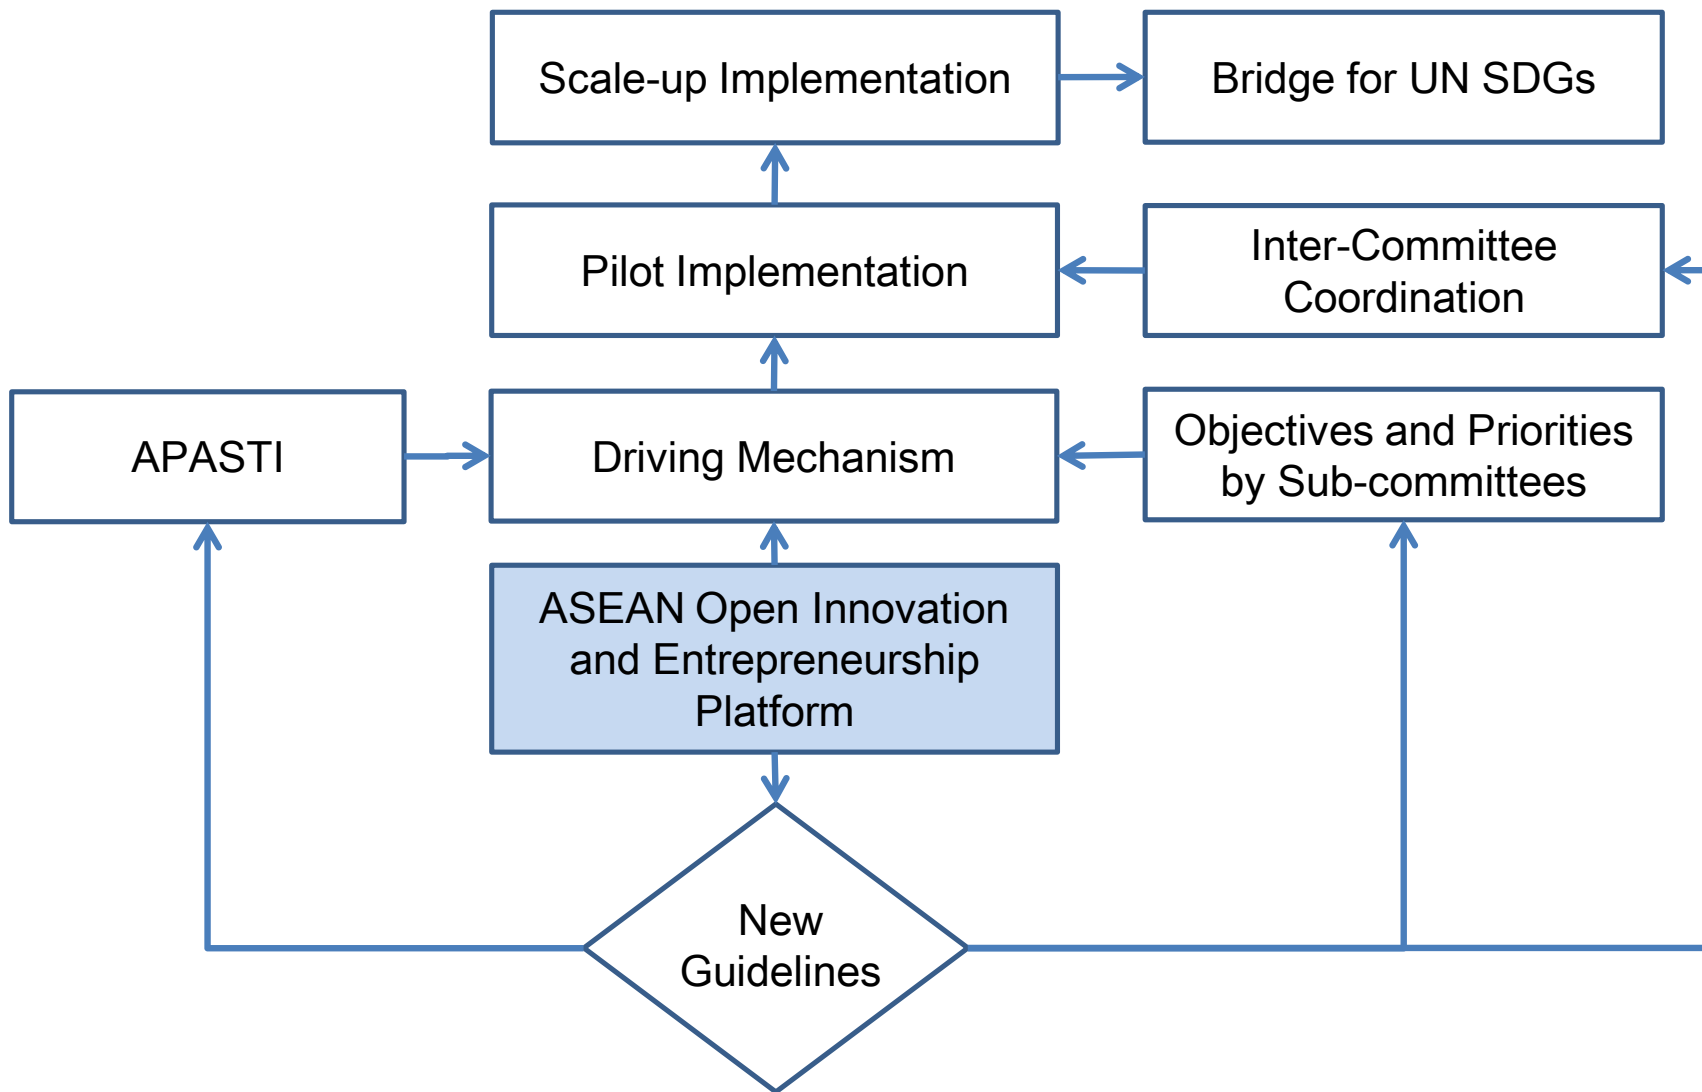 Scale-up Implementation
Bridge for UN SDGs
Pilot Implementation
Inter-Committee
Coordination
APASTI
Driving Mechanism
Objectives and Priorities
by Sub-committees
ASEAN Open Innovation
and Entrepreneurship
Platform
New
Guidelines